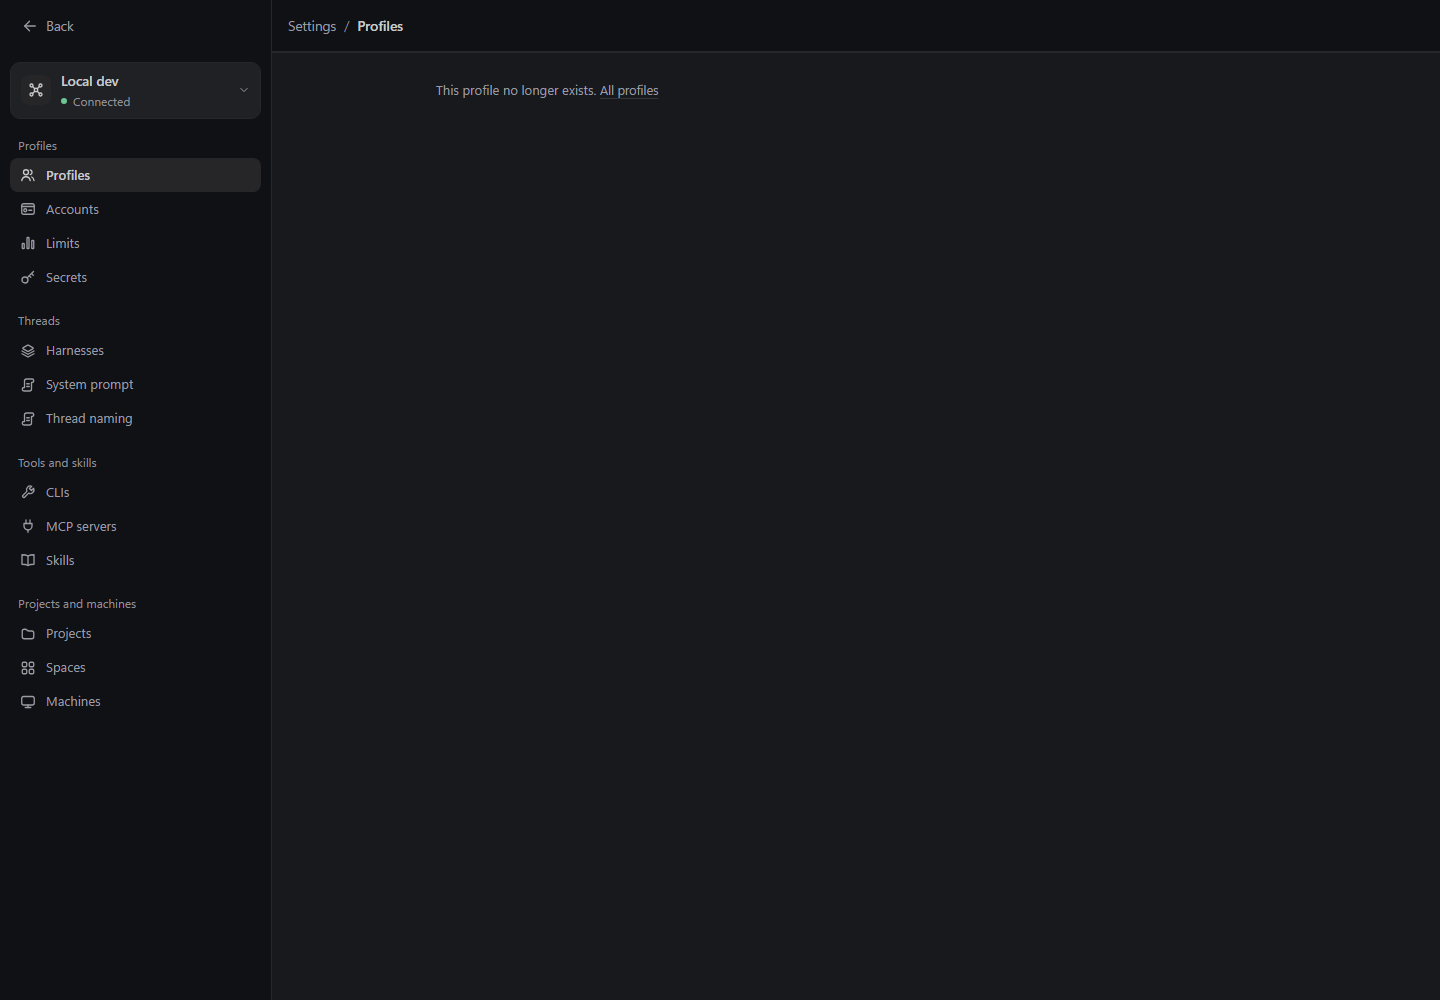 Back
Settings / Profiles
Local dev
Connected
This profile no longer exists. All profiles
Profiles
Profiles
Accounts
Limits
Secrets
Threads
Harnesses
System prompt
Thread naming
Tools and skills
CLIs
MCP servers
Skills
Projects and machines
Projects
Spaces
Machines